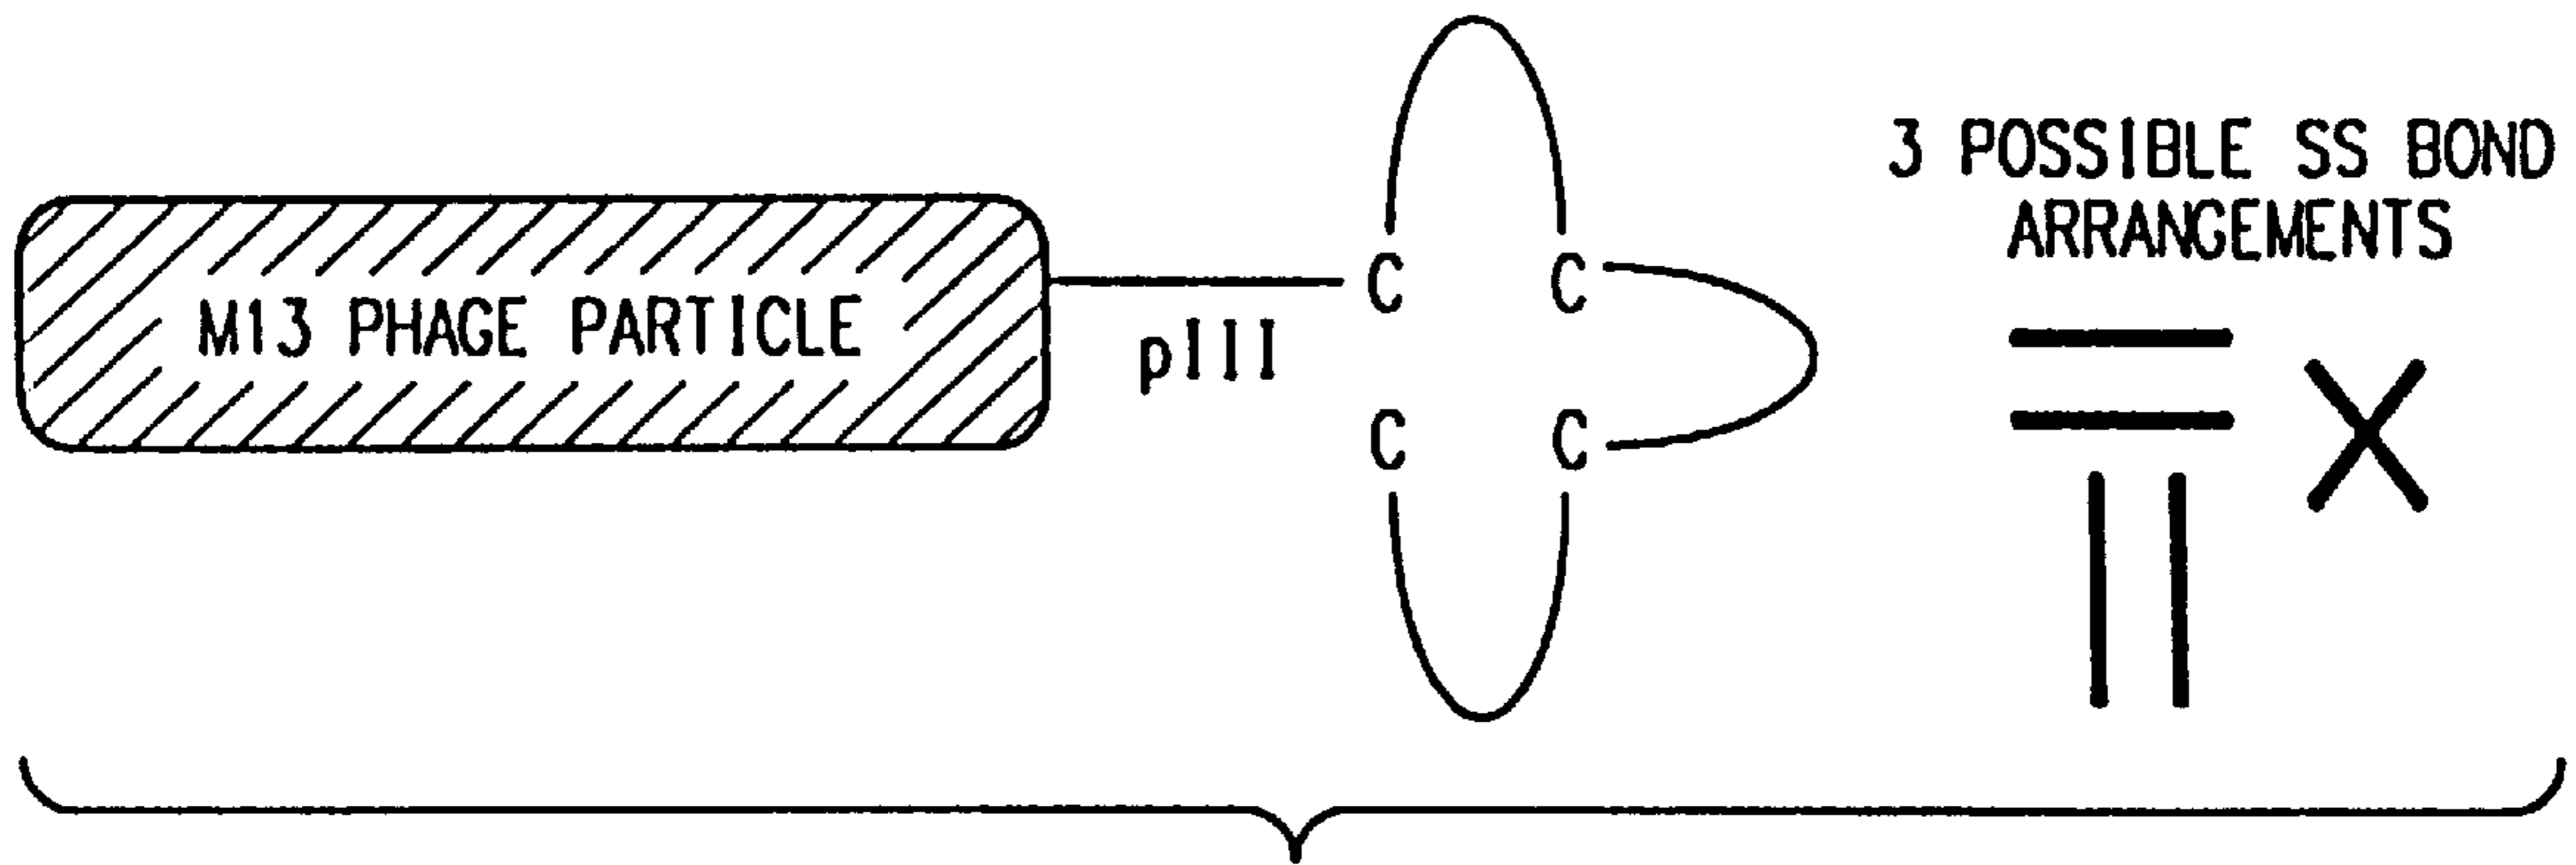 3 POSSIBLE SS BOND
ARRANGEMENTS
C C
M13 PHAGE PARTICLE
pIII
C C